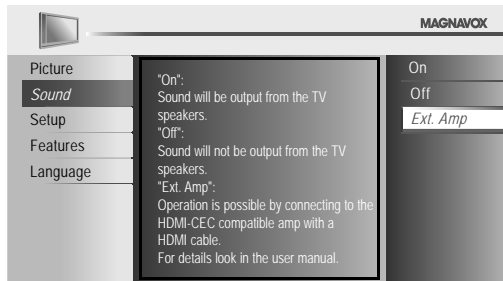 MAGNAVOX
Picture
Sound
Setup
Features
Language
"On":
Sound will be output from the TV
speakers.
"Off":
Sound will not be output from the TV
speakers.
"Ext. Amp":
Operation is possible by connecting to the
HDMI-CEC compatible amp with a
HDMI cable.
For details look in the user manual.
On
Off
Ext. Amp